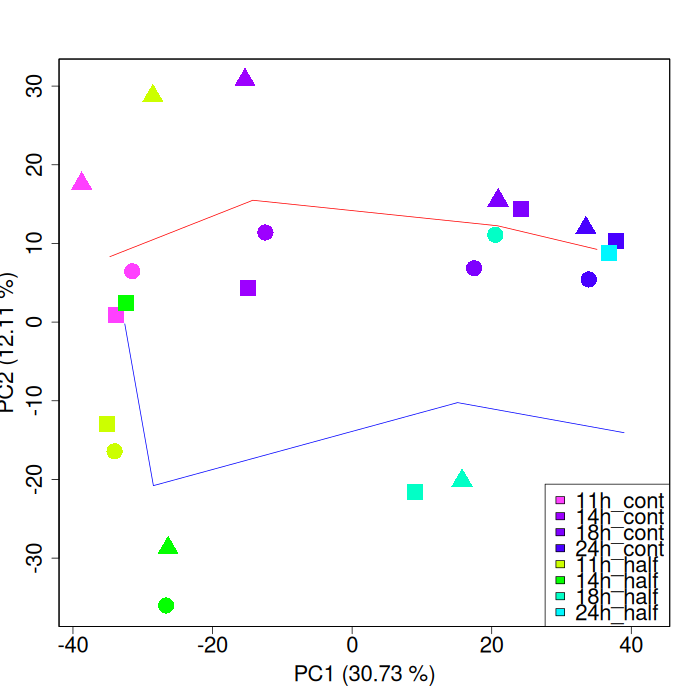 30
20
10
0
-10
-20
-30
PC2 (12.11 %)
-40
-20
0
20
40
PC1 (30.73 %)
11h_cont
14h_cont
18h_cont
24h_cont
11h_half
14h_half
18h_half
24h_half